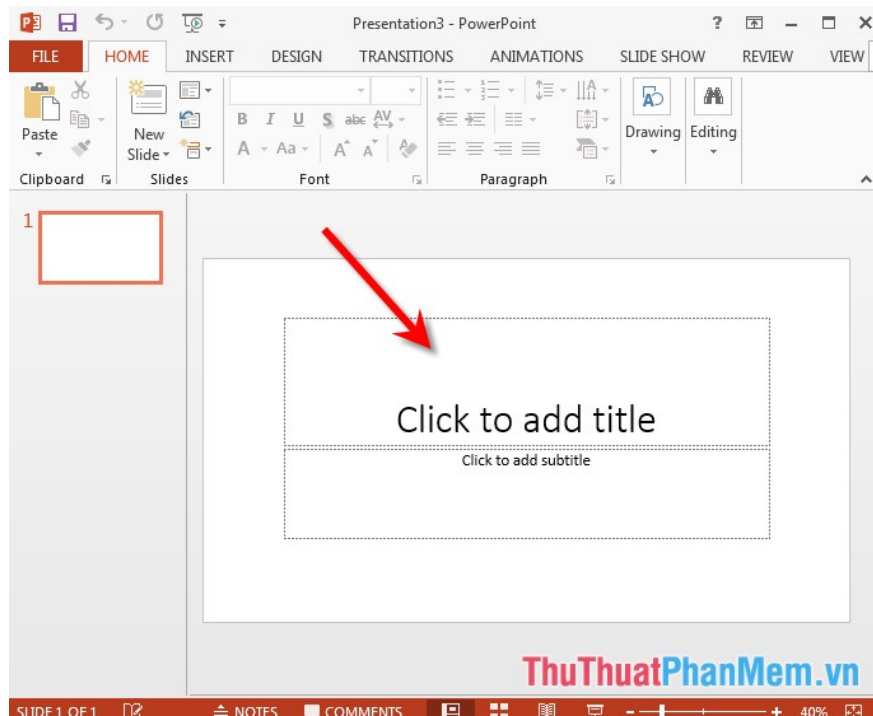 Presentation3 - PowerPoint
FILE HOME INSERT DESIGN TRANSITIONS ANIMATIONS SLIDE SHOW REVIEW VIEW
Paste
New
Slide
B I U S abc AV
A Aa A A
Drawing Editing
Clipboard Slides Font Paragraph
1
Click to add title
Click to add subtitle
ThuThuatPhanMem.vn
SLIDE 1 OF 1 NOTES COMMENTS 40%